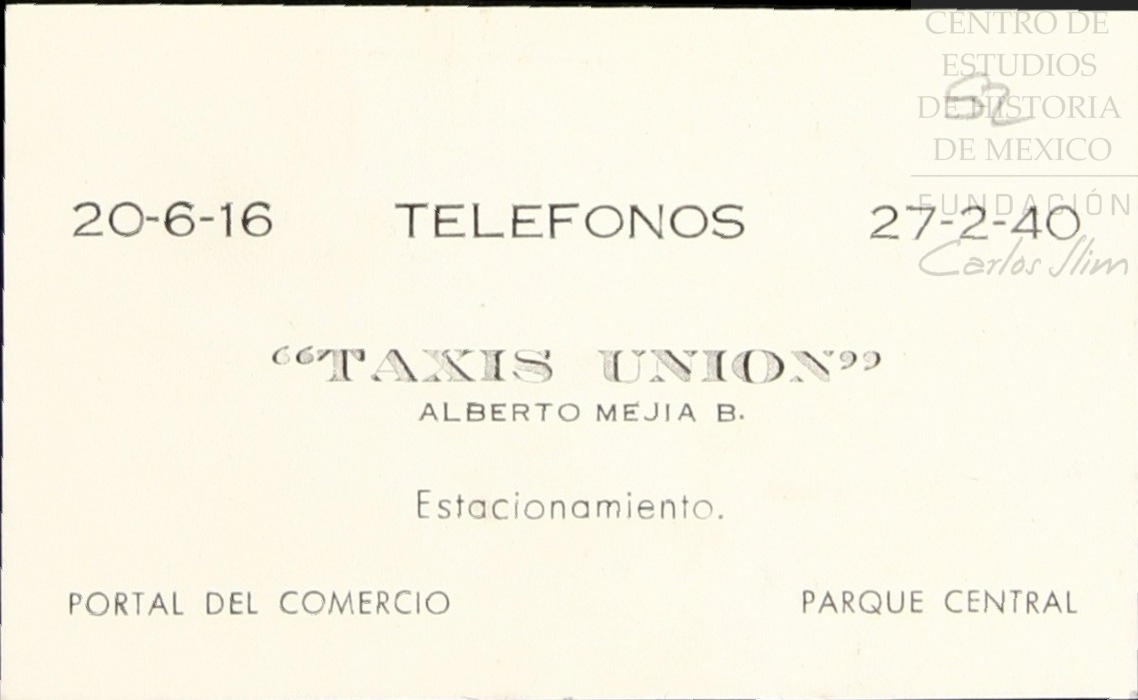 CENTRO DE
ESTUDIOS
DE HISTORIA
DE MEXICO
FUNDACIÓN
Carlos Slim
52
20-6-16 TELEFONOS 27-2-40
“TAXIS UNION”
ALBERTO MEJIA B.
Estacionamiento.
PORTAL DEL COMERCIO PARQUE CENTRAL